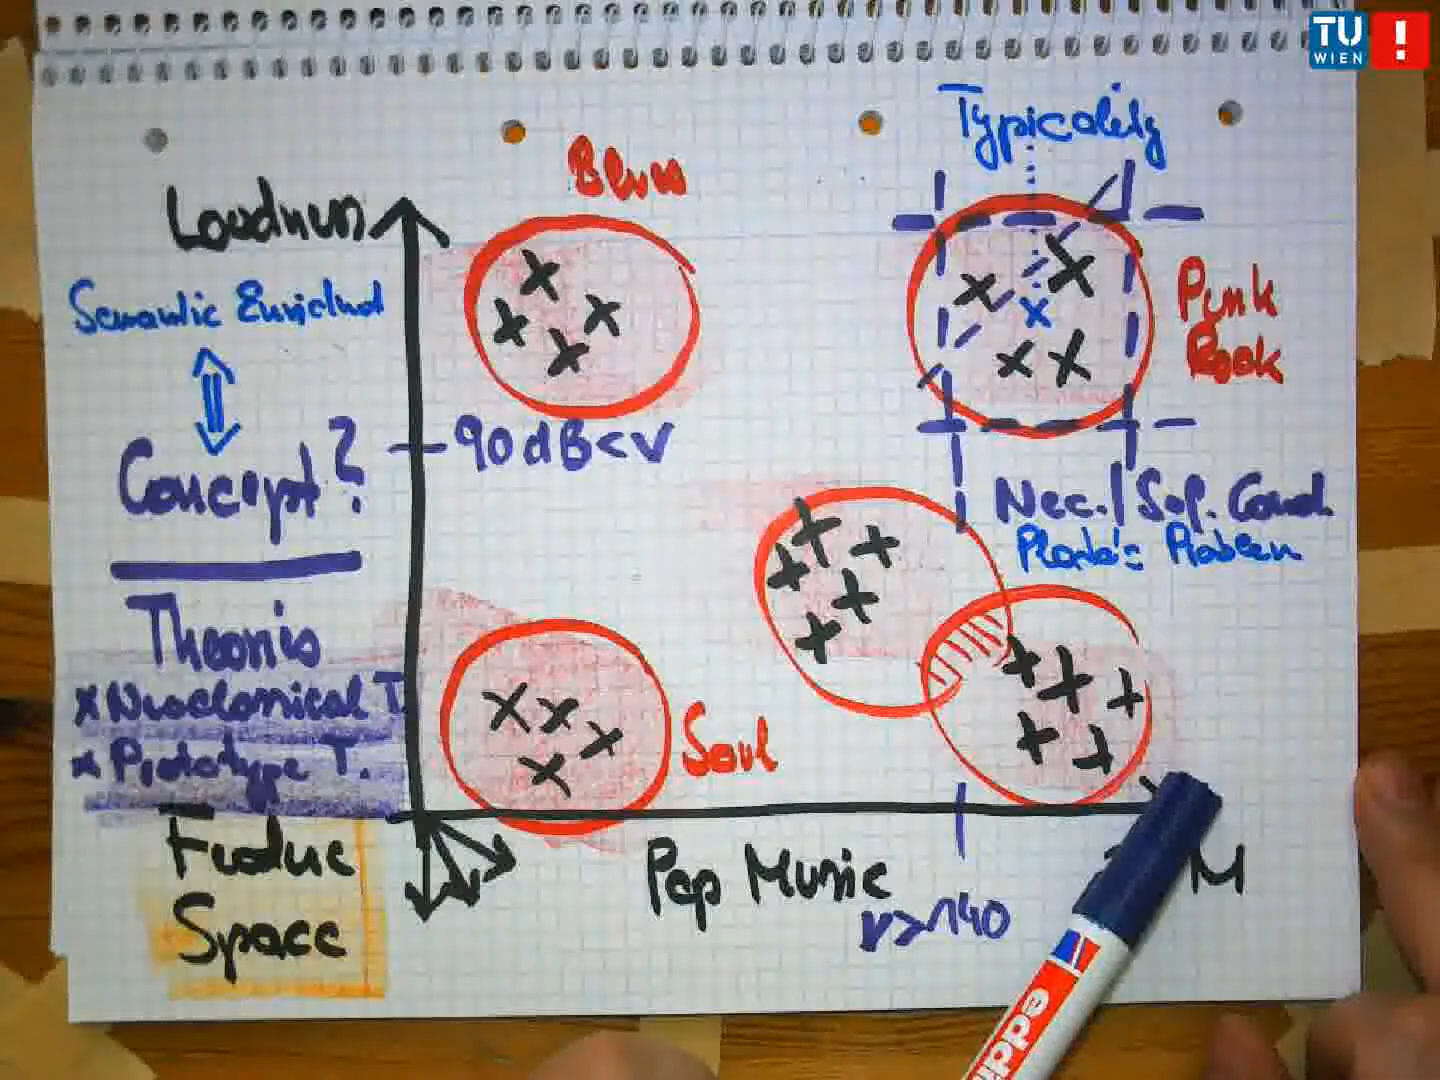 TU
WIEN
!
Typicality
Blues
Loudness
Semantic Enriched
Punk
Rock
Concept?
90 dB < V
Nec./Suf. Cond.
Plato's Problem
Theories
x Neoclassical T.
x Prototype T.
Soul
Feature
Space
Pop Music
V > 140
M
edding